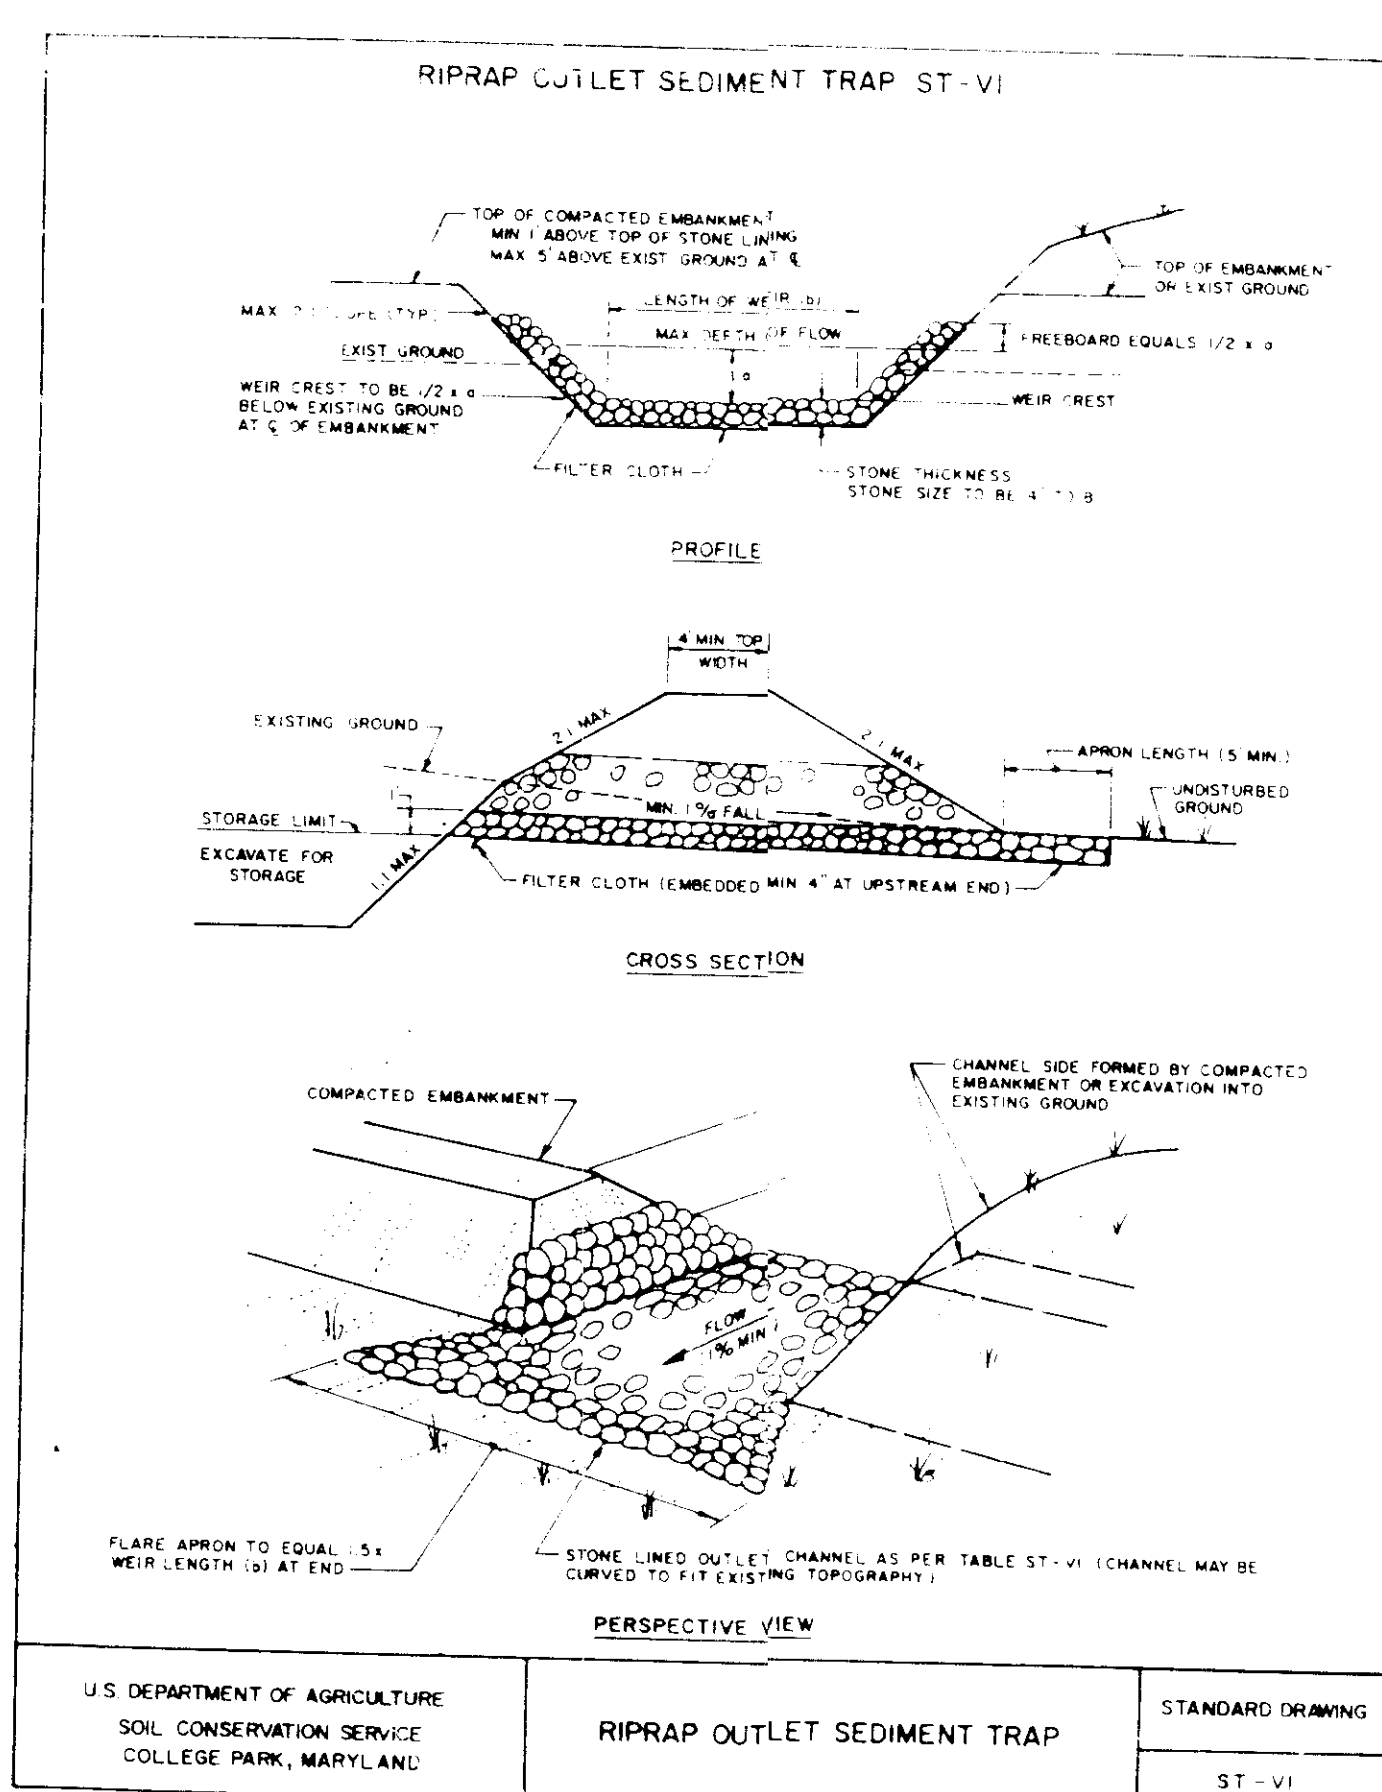 RIPRAP OUTLET SEDIMENT TRAP ST-VI
TOP OF COMPACTED EMBANKMENT
MIN 1' ABOVE TOP OF STONE LINING
MAX 5' ABOVE EXIST GROUND AT ℄
LENGTH OF WEIR (b)
MAX DEPTH OF FLOW
TOP OF EMBANKMENT
OR EXIST GROUND
MAX 2:1 SLOPE (TYP)
EXIST GROUND
FREEBOARD EQUALS 1/2 x a
a
WEIR CREST TO BE 1/2 x a
BELOW EXISTING GROUND
AT ℄ OF EMBANKMENT
WEIR CREST
FILTER CLOTH
STONE THICKNESS
STONE SIZE TO BE 4" TO 8
PROFILE
4' MIN TOP
WIDTH
EXISTING GROUND
2:1 MAX
2:1 MAX
APRON LENGTH (5' MIN.)
1'
UNDISTURBED
GROUND
STORAGE LIMIT
MIN. 1% FALL
EXCAVATE FOR
STORAGE
1:1 MAX
FILTER CLOTH (EMBEDDED MIN 4" AT UPSTREAM END)
CROSS SECTION
COMPACTED EMBANKMENT
CHANNEL SIDE FORMED BY COMPACTED
EMBANKMENT OR EXCAVATION INTO
EXISTING GROUND
FLOW
(1% MIN.)
FLARE APRON TO EQUAL 1.5 x
WEIR LENGTH (b) AT END
STONE LINED OUTLET CHANNEL AS PER TABLE ST-VI (CHANNEL MAY BE
CURVED TO FIT EXISTING TOPOGRAPHY)
PERSPECTIVE VIEW
U.S. DEPARTMENT OF AGRICULTURE
SOIL CONSERVATION SERVICE
COLLEGE PARK, MARYLAND
RIPRAP OUTLET SEDIMENT TRAP
STANDARD DRAWING
ST-VI